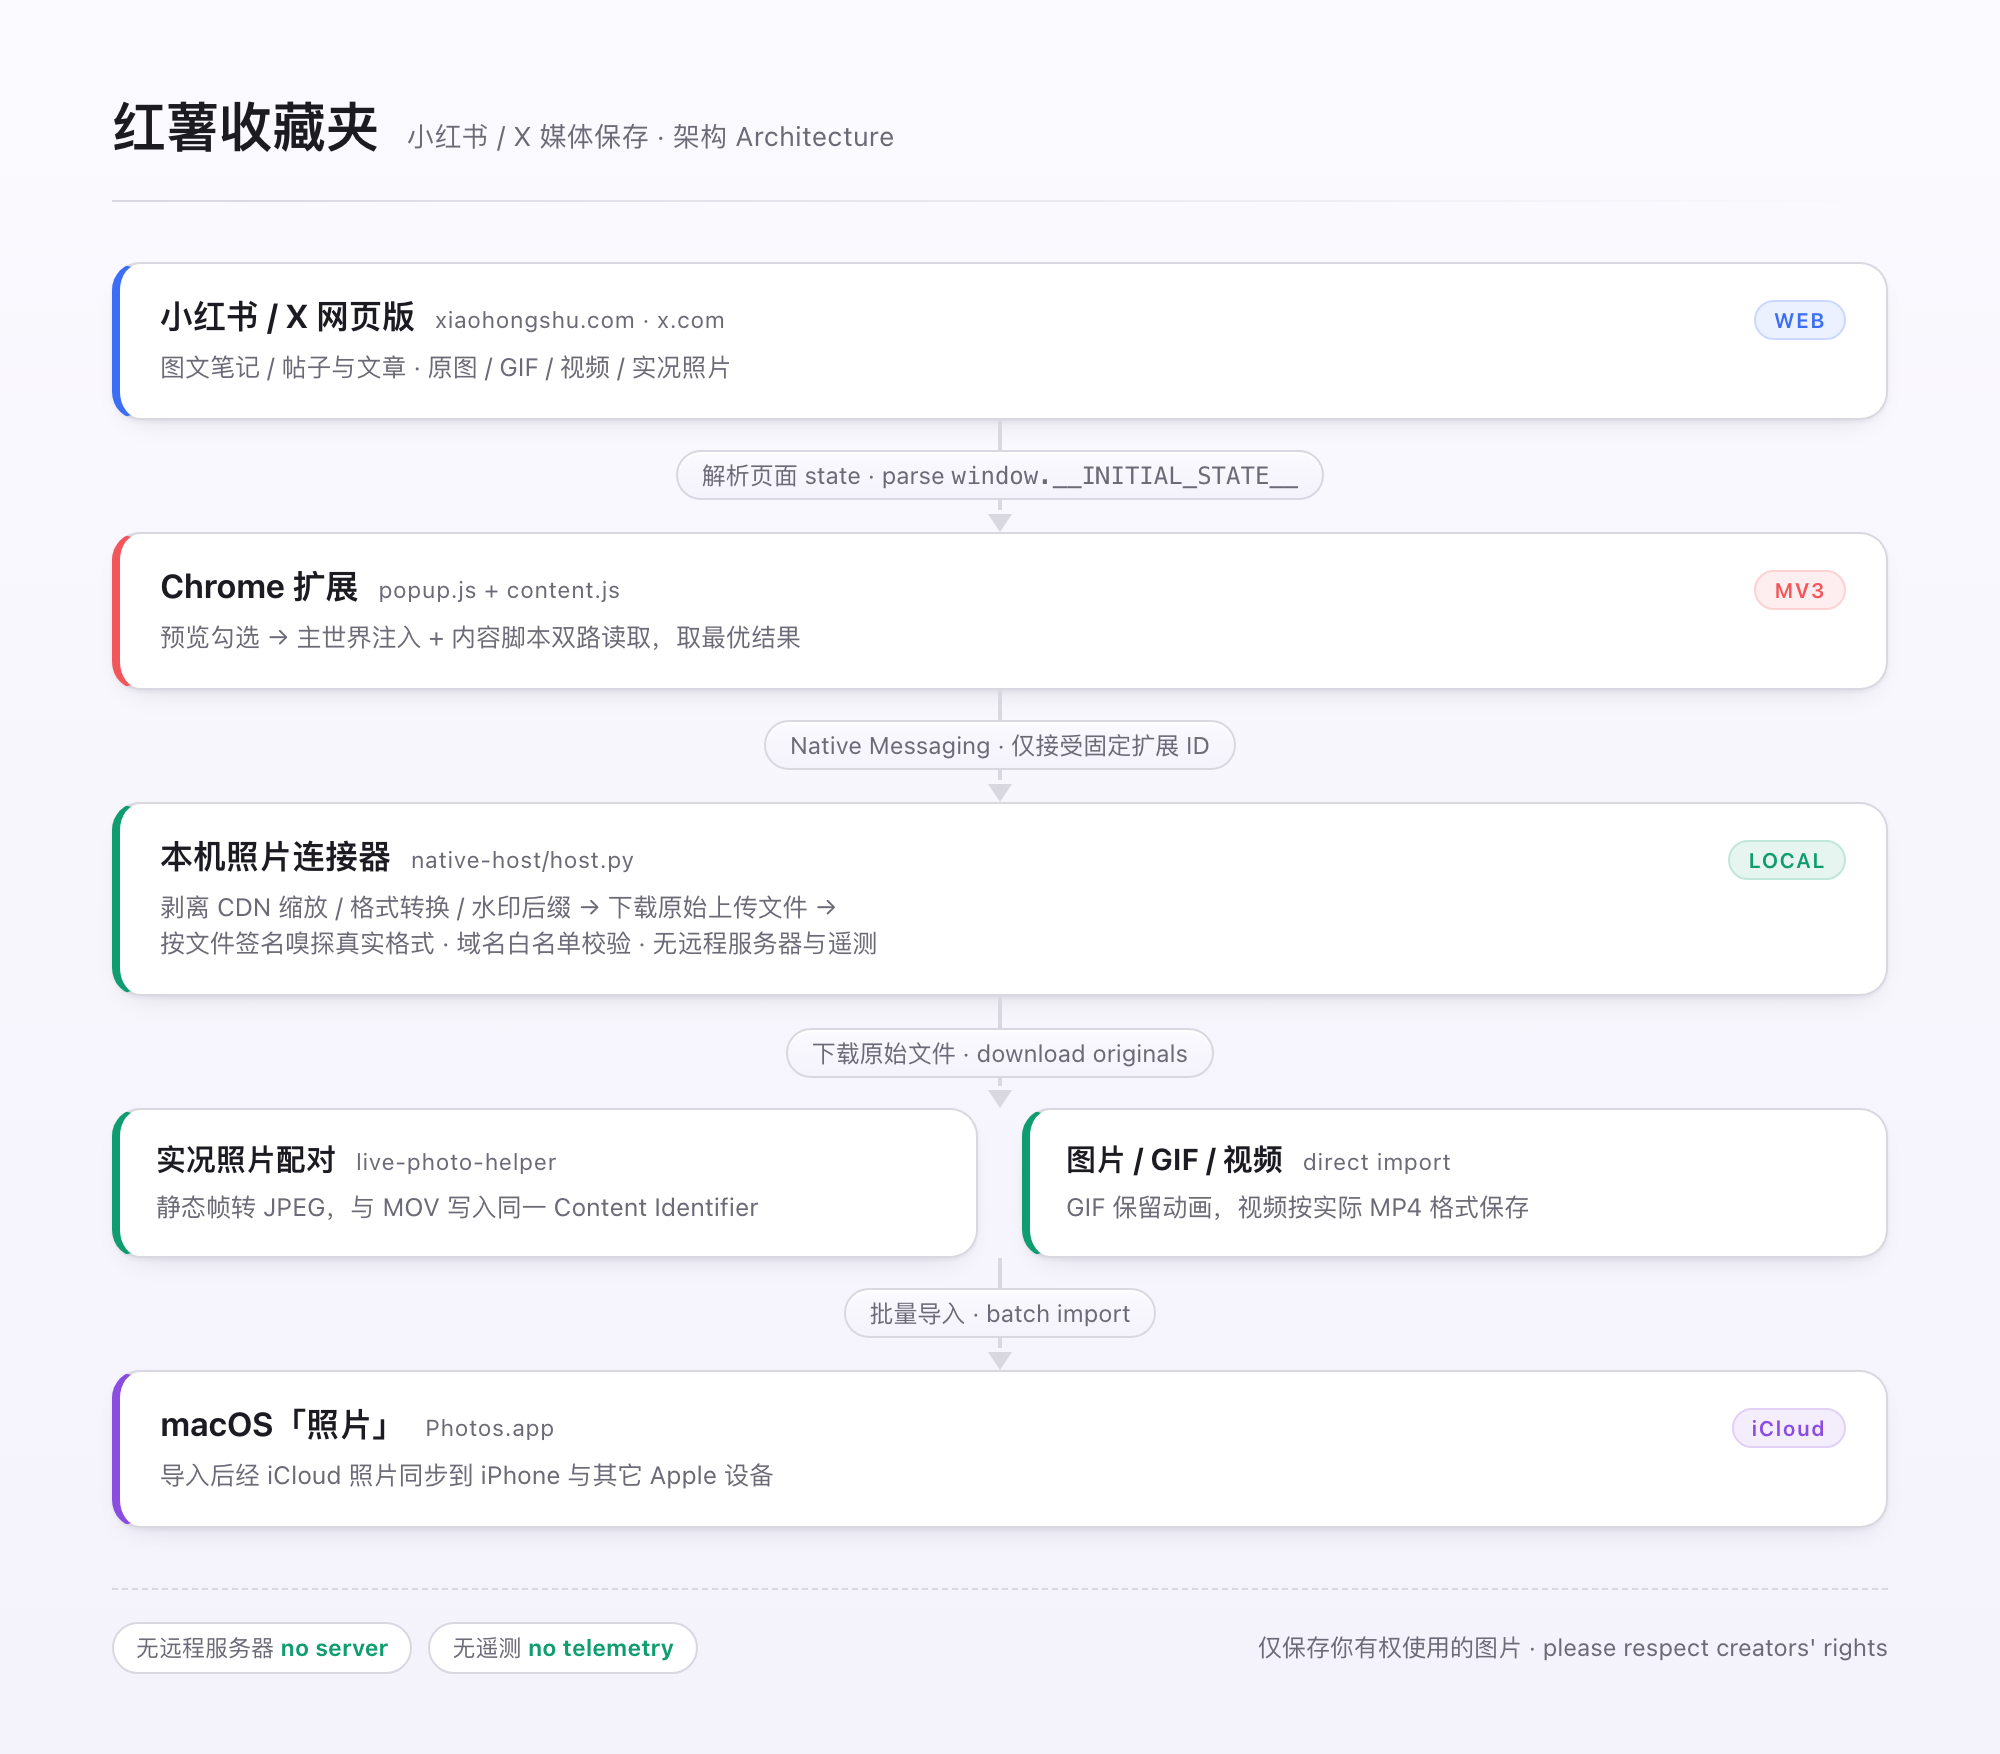 红薯收藏夹 小红书 / X 媒体保存 · 架构 Architecture
小红书 / X 网页版 xiaohongshu.com · x.com WEB
图文笔记 / 帖子与文章 · 原图 / GIF / 视频 / 实况照片
解析页面 state · parse window.__INITIAL_STATE__
Chrome 扩展 popup.js + content.js MV3
预览勾选 → 主世界注入 + 内容脚本双路读取，取最优结果
Native Messaging · 仅接受固定扩展 ID
本机照片连接器 native-host/host.py LOCAL
剥离 CDN 缩放 / 格式转换 / 水印后缀 → 下载原始上传文件 →
按文件签名嗅探真实格式 · 域名白名单校验 · 无远程服务器与遥测
下载原始文件 · download originals
实况照片配对 live-photo-helper
静态帧转 JPEG，与 MOV 写入同一 Content Identifier
图片 / GIF / 视频 direct import
GIF 保留动画，视频按实际 MP4 格式保存
批量导入 · batch import
macOS「照片」 Photos.app iCloud
导入后经 iCloud 照片同步到 iPhone 与其它 Apple 设备
无远程服务器 no server 无遥测 no telemetry 仅保存你有权使用的图片 · please respect creators' rights